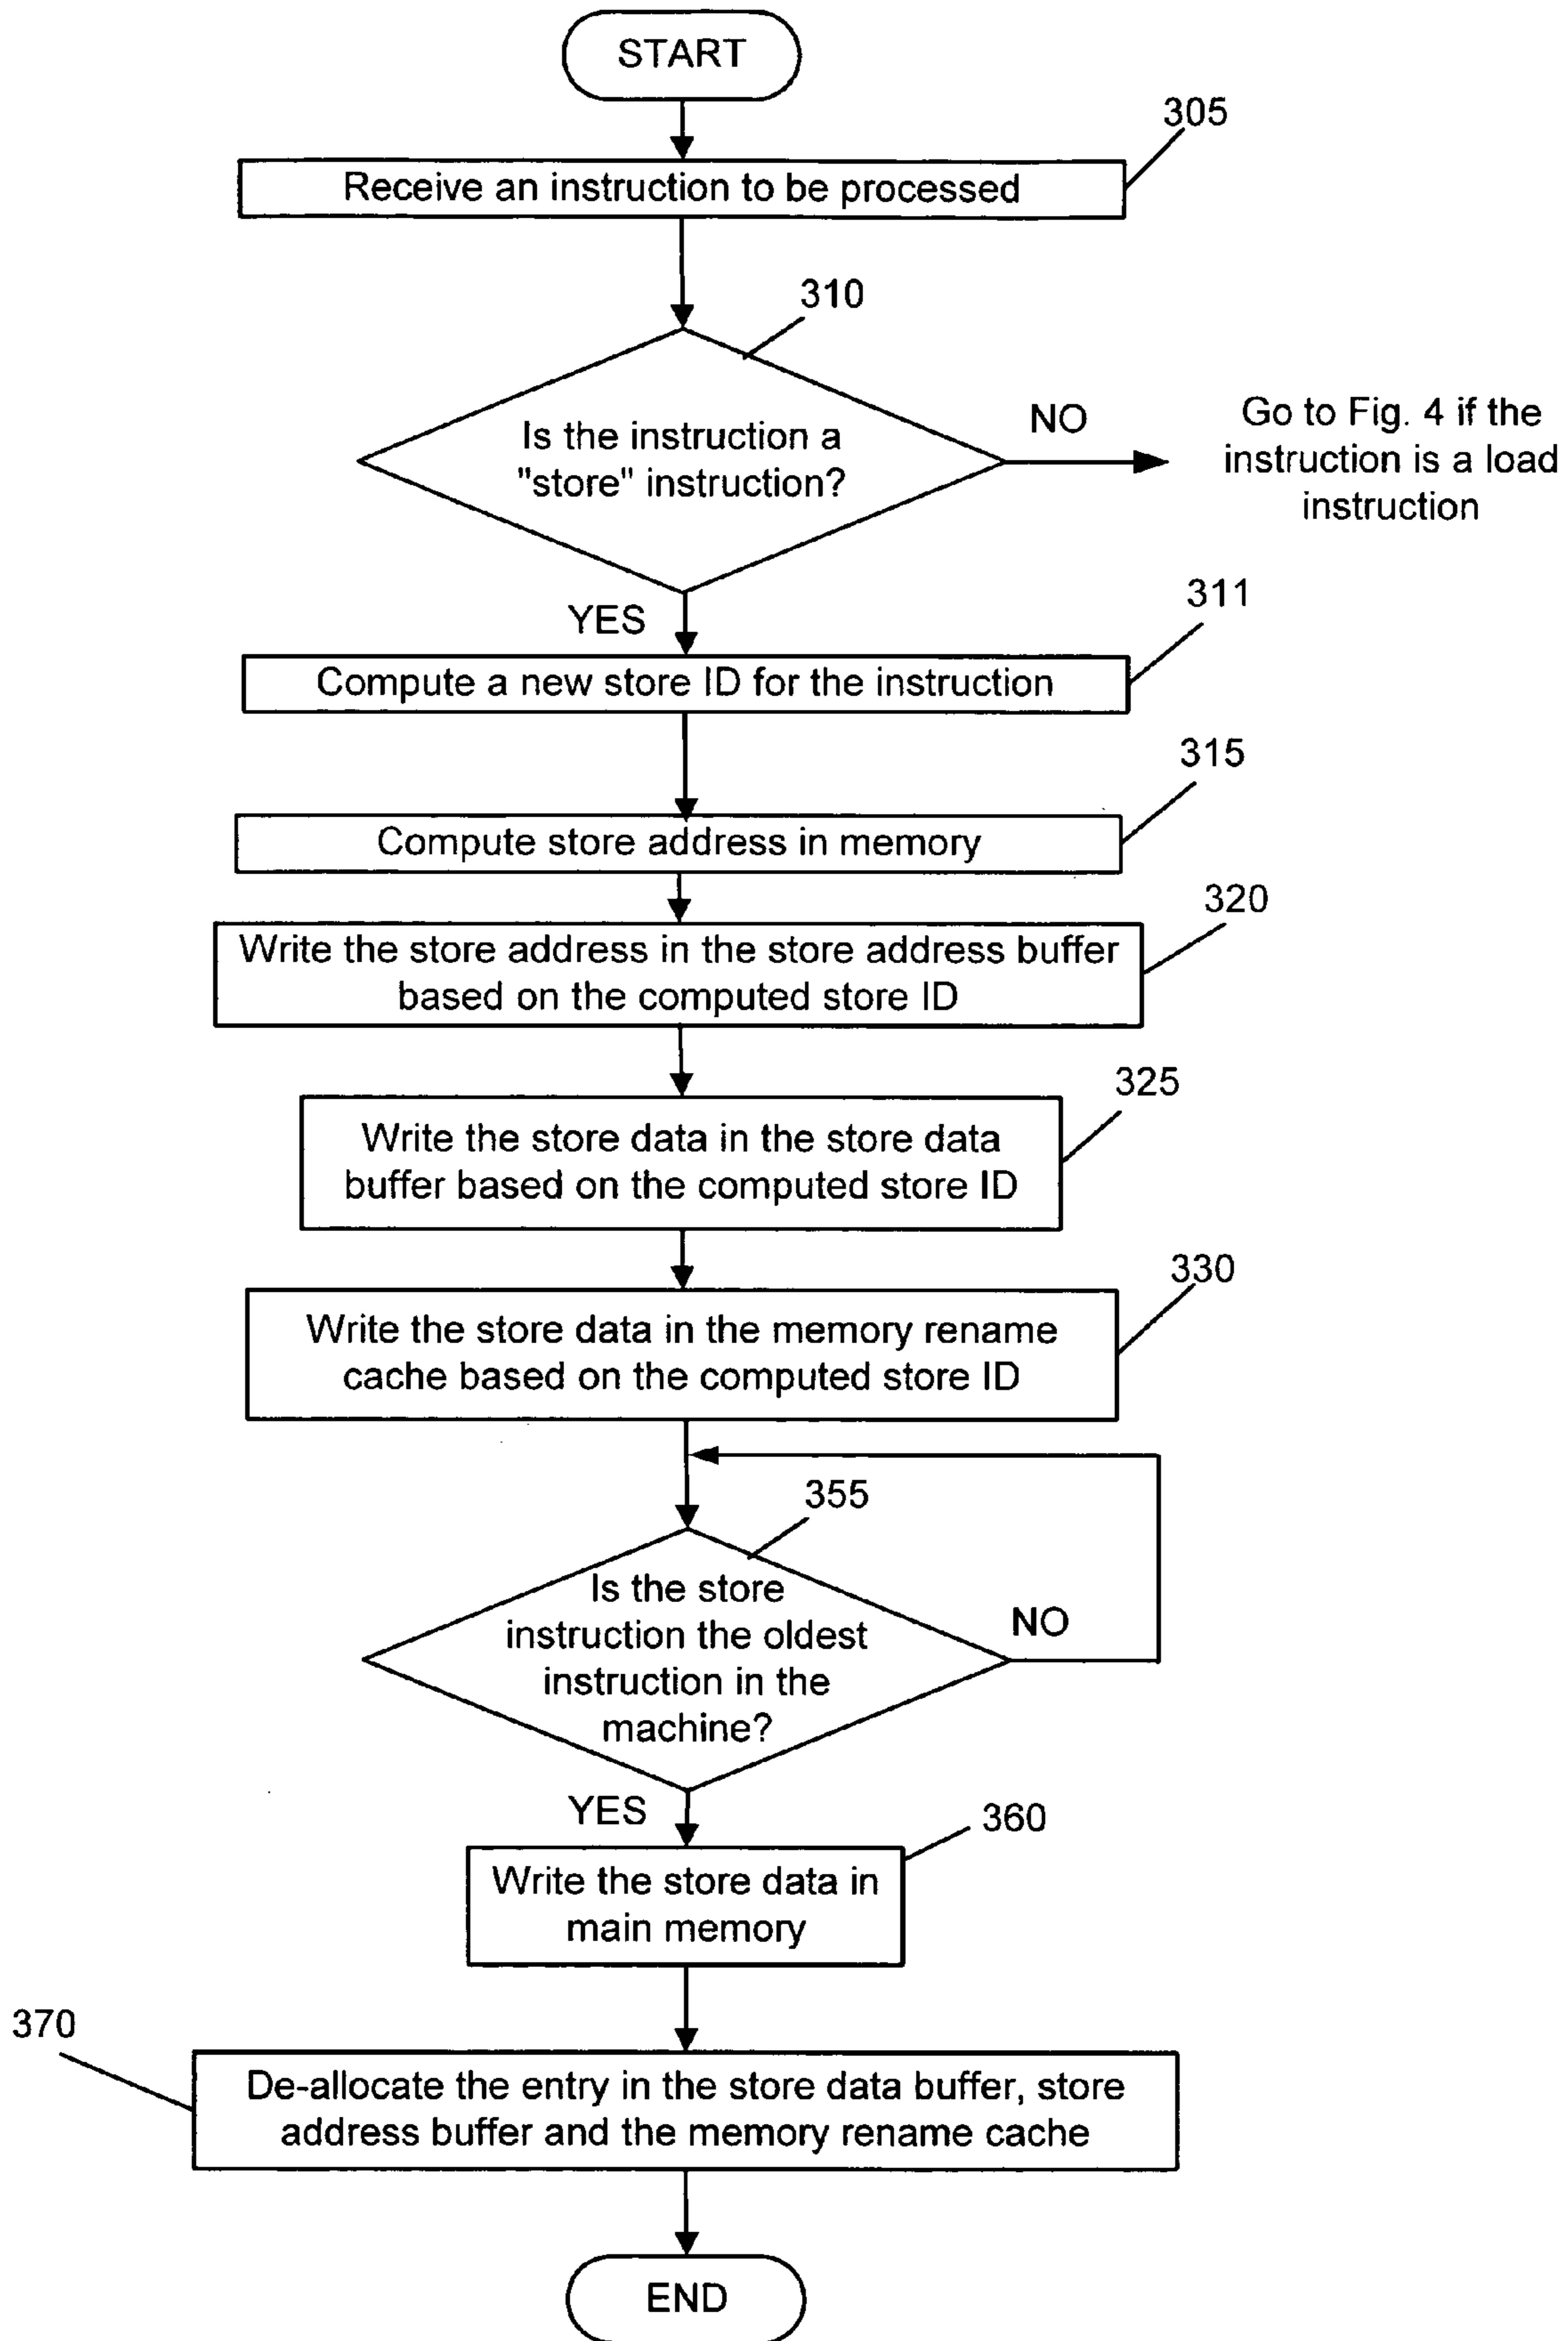 START
305
Receive an instruction to be processed
310
Is the instruction a
"store" instruction?
NO
Go to Fig. 4 if the
instruction is a load
instruction
YES
311
Compute a new store ID for the instruction
315
Compute store address in memory
320
Write the store address in the store address buffer
based on the computed store ID
325
Write the store data in the store data
buffer based on the computed store ID
330
Write the store data in the memory rename
cache based on the computed store ID
355
Is the store
instruction the oldest
instruction in the
machine?
NO
YES
360
Write the store data in
main memory
370
De-allocate the entry in the store data buffer, store
address buffer and the memory rename cache
END